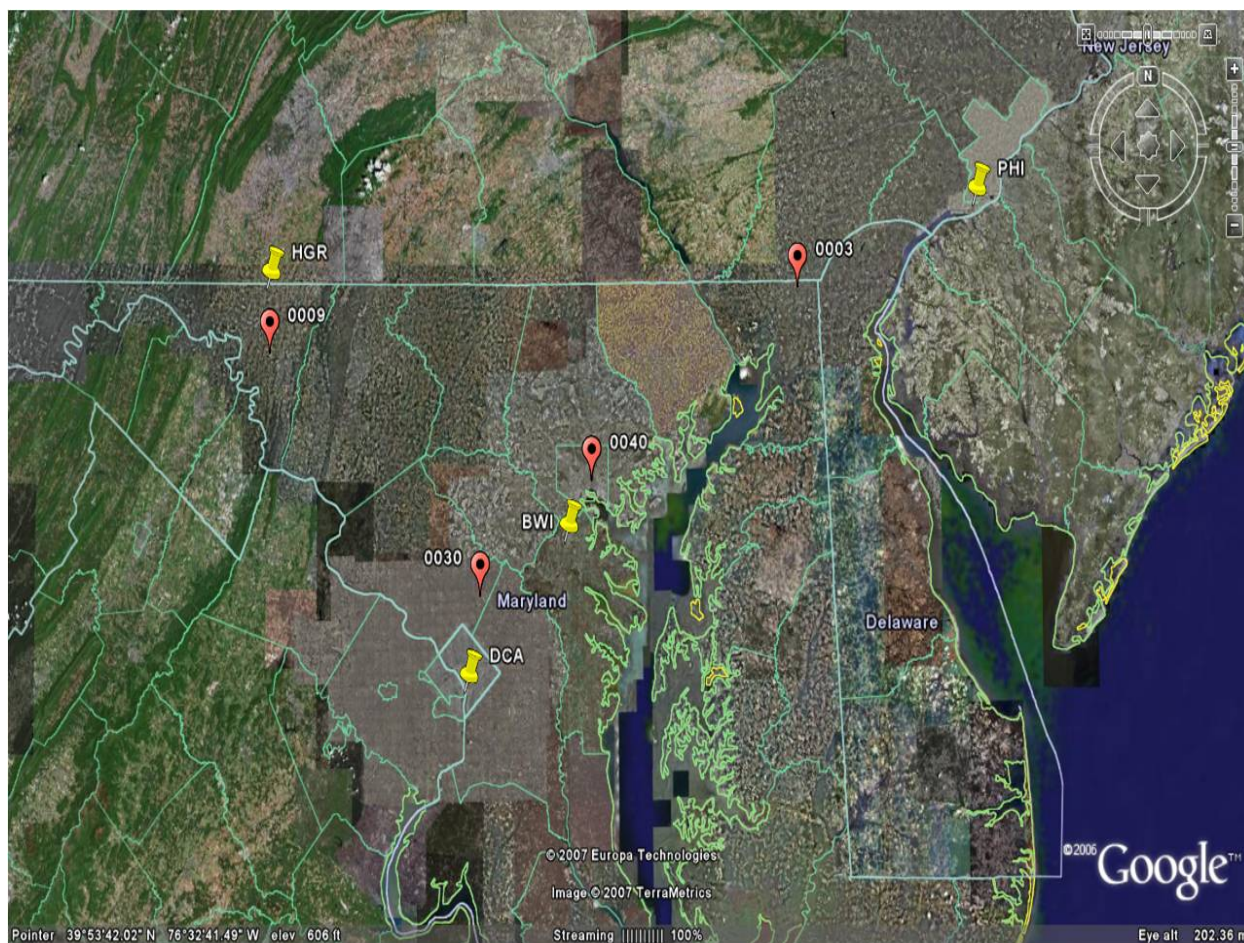 New Jersey
N
PHI
HGR
0003
0009
0040
BWI
0030
Maryland
Delaware
DCA
© 2007 Europa Technologies
©2006 Google™
Image © 2007 TerraMetrics
Pointer 39°53'42.02" N 76°32'41.49" W elev 606 ft Streaming ||||||||| 100% Eye alt 202.36 m